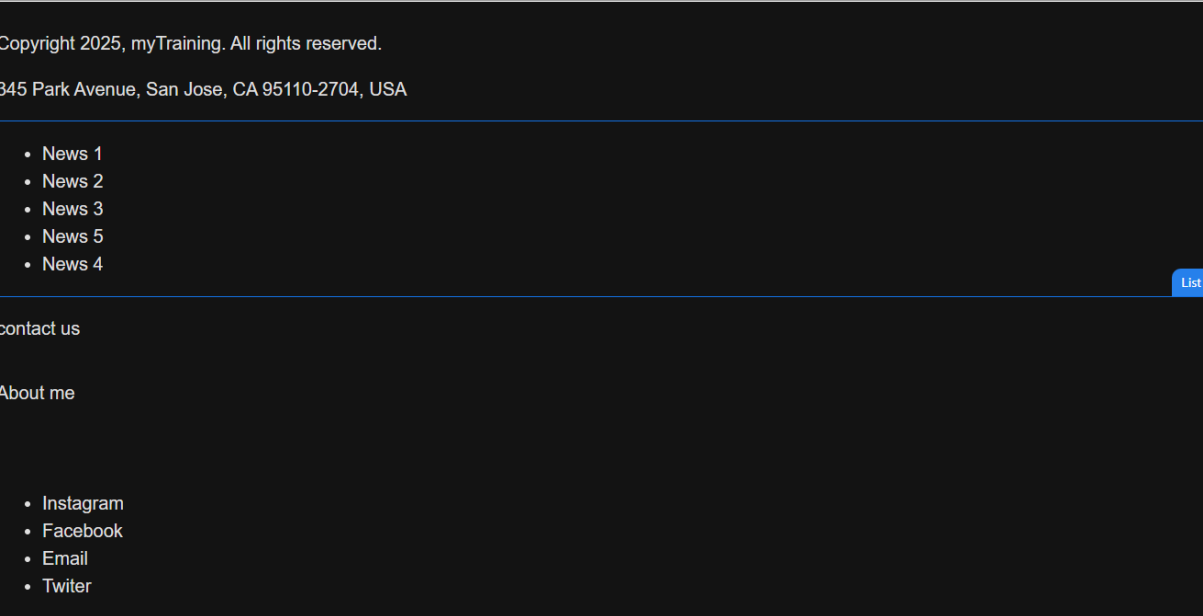 Copyright 2025, myTraining. All rights reserved.
345 Park Avenue, San Jose, CA 95110-2704, USA
News 1
News 2
News 3
News 5
News 4
List
contact us
About me
Instagram
Facebook
Email
Twiter